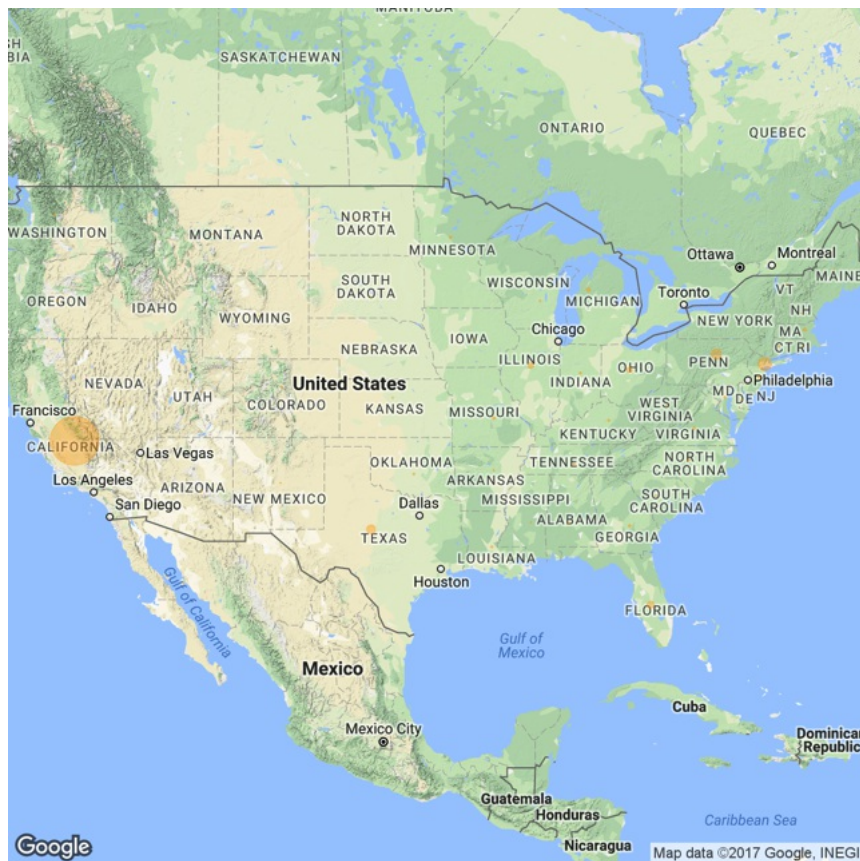 MANITOBA
SH
BIA
SASKATCHEWAN
ONTARIO
QUEBEC
WASHINGTON
MONTANA
NORTH
DAKOTA
MINNESOTA
Ottawa
Montreal
MAINE
OREGON
IDAHO
SOUTH
DAKOTA
WISCONSIN
MICHIGAN
Toronto
VT
NH
WYOMING
NEW YORK
MA
CT RI
IOWA
Chicago
NEBRASKA
ILLINOIS
OHIO
PENN
NEVADA
United States
INDIANA
Philadelphia
UTAH
COLORADO
KANSAS
MISSOURI
WEST
VIRGINIA
MD
DE
NJ
Francisco
CALIFORNIA
Las Vegas
KENTUCKY
VIRGINIA
OKLAHOMA
TENNESSEE
NORTH
CAROLINA
Los Angeles
ARIZONA
NEW MEXICO
ARKANSAS
MISSISSIPPI
SOUTH
CAROLINA
San Diego
Dallas
ALABAMA
GEORGIA
TEXAS
LOUISIANA
Houston
Gulf of California
FLORIDA
Gulf of
Mexico
Mexico
Cuba
Mexico City
Dominican
Republic
Guatemala
Honduras
Caribbean Sea
Nicaragua
Google
Map data ©2017 Google, INEGI